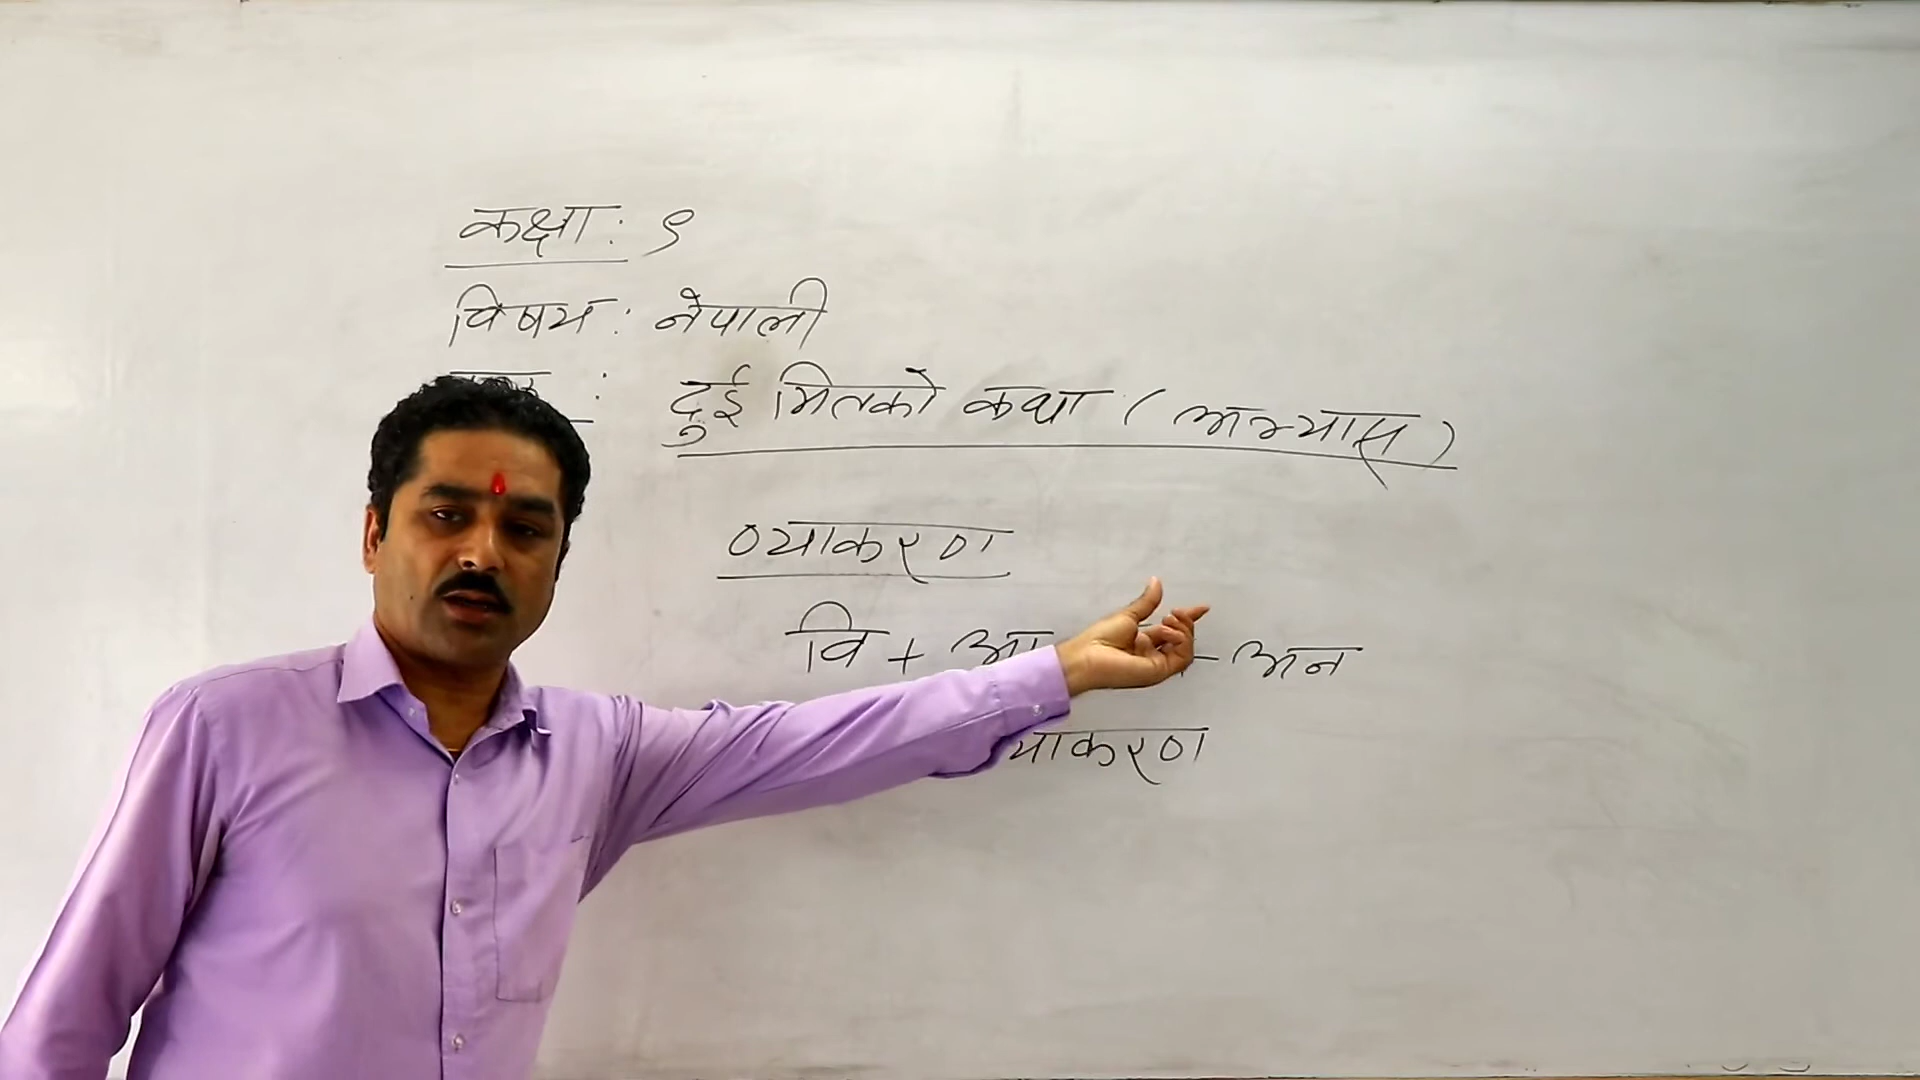 कक्षा: ९
विषय: नेपाली
: दुई मितको कथा (अभ्यास)
व्याकरण
वि + आ - अन
याकरण